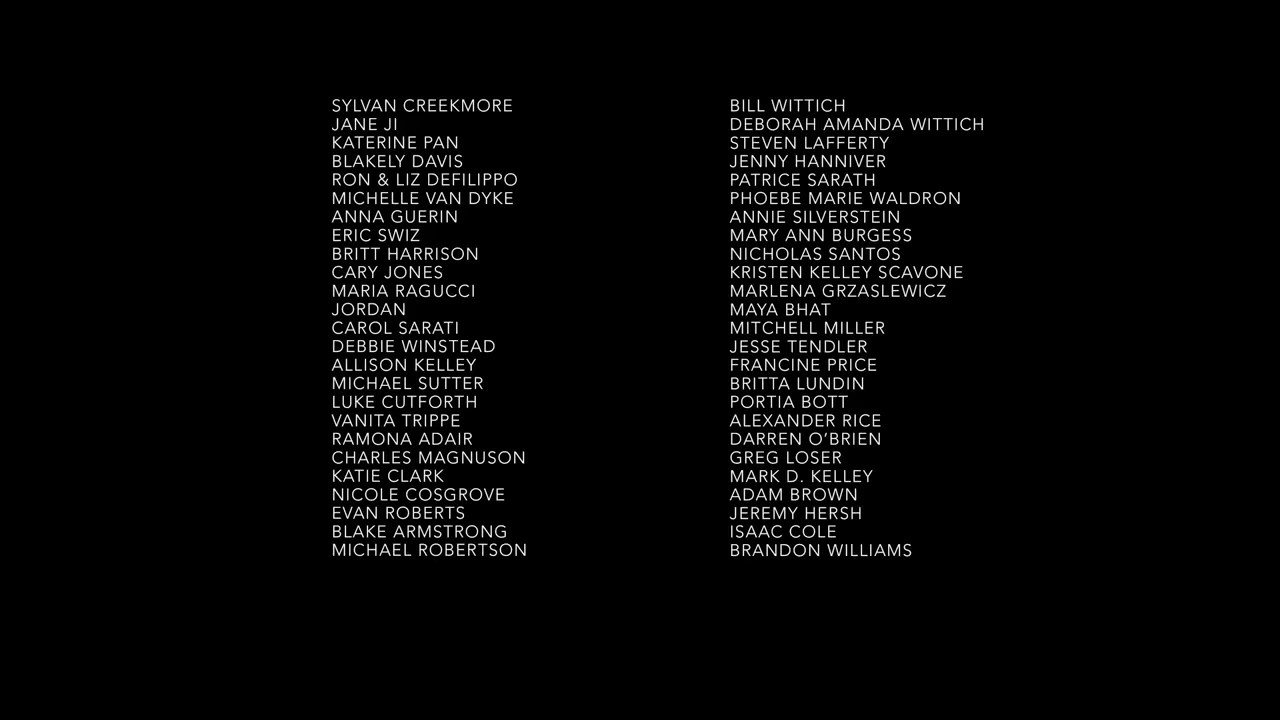 SYLVAN CREEKMORE
JANE JI
KATERINE PAN
BLAKELY DAVIS
RON & LIZ DEFILIPPO
MICHELLE VAN DYKE
ANNA GUERIN
ERIC SWIZ
BRITT HARRISON
CARY JONES
MARIA RAGUCCI
JORDAN
CAROL SARATI
DEBBIE WINSTEAD
ALLISON KELLEY
MICHAEL SUTTER
LUKE CUTFORTH
VANITA TRIPPE
RAMONA ADAIR
CHARLES MAGNUSON
KATIE CLARK
NICOLE COSGROVE
EVAN ROBERTS
BLAKE ARMSTRONG
MICHAEL ROBERTSON
BILL WITTICH
DEBORAH AMANDA WITTICH
STEVEN LAFFERTY
JENNY HANNIVER
PATRICE SARATH
PHOEBE MARIE WALDRON
ANNIE SILVERSTEIN
MARY ANN BURGESS
NICHOLAS SANTOS
KRISTEN KELLEY SCAVONE
MARLENA GRZASLEWICZ
MAYA BHAT
MITCHELL MILLER
JESSE TENDLER
FRANCINE PRICE
BRITTA LUNDIN
PORTIA BOTT
ALEXANDER RICE
DARREN O’BRIEN
GREG LOSER
MARK D. KELLEY
ADAM BROWN
JEREMY HERSH
ISAAC COLE
BRANDON WILLIAMS